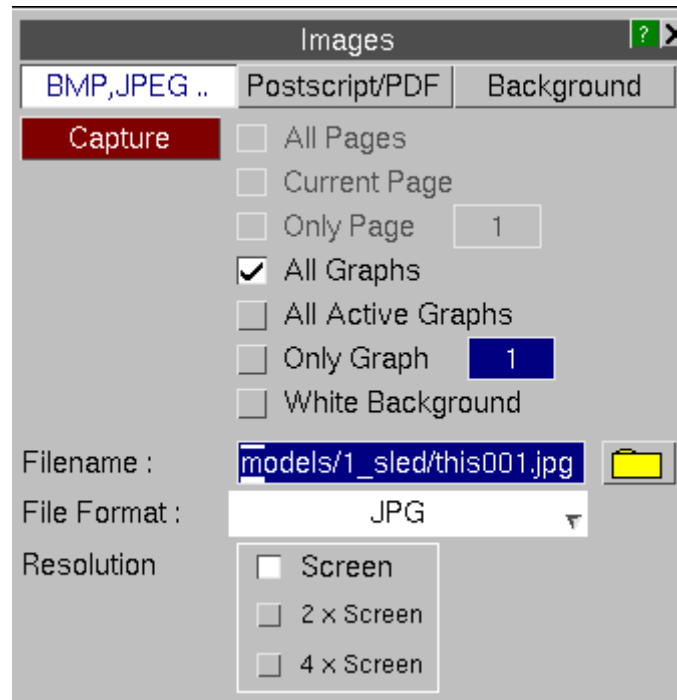 Images ?
BMP,JPEG .. Postscript/PDF Background
Capture All Pages
Current Page
Only Page 1
All Graphs
All Active Graphs
Only Graph 1
White Background
Filename : models/1_sled/this001.jpg
File Format : JPG
Resolution Screen
2 x Screen
4 x Screen